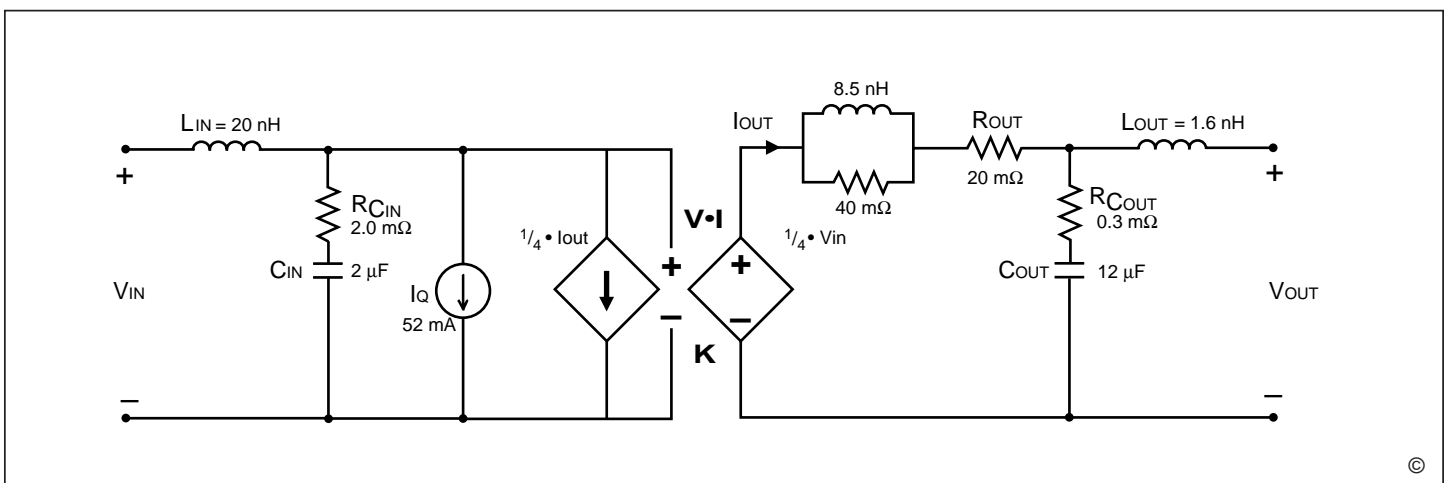 LIN = 20 nH
8.5 nH
IOUT
ROUT
LOUT = 1.6 nH
+
+
40 mΩ
20 mΩ
RCIN
2.0 mΩ
RCOUT
0.3 mΩ
V•I
1/4 • Iout
1/4 • Vin
CIN
2 μF
+
+
COUT
12 μF
VIN
IQ
52 mA
VOUT
–
–
K
–
–
©